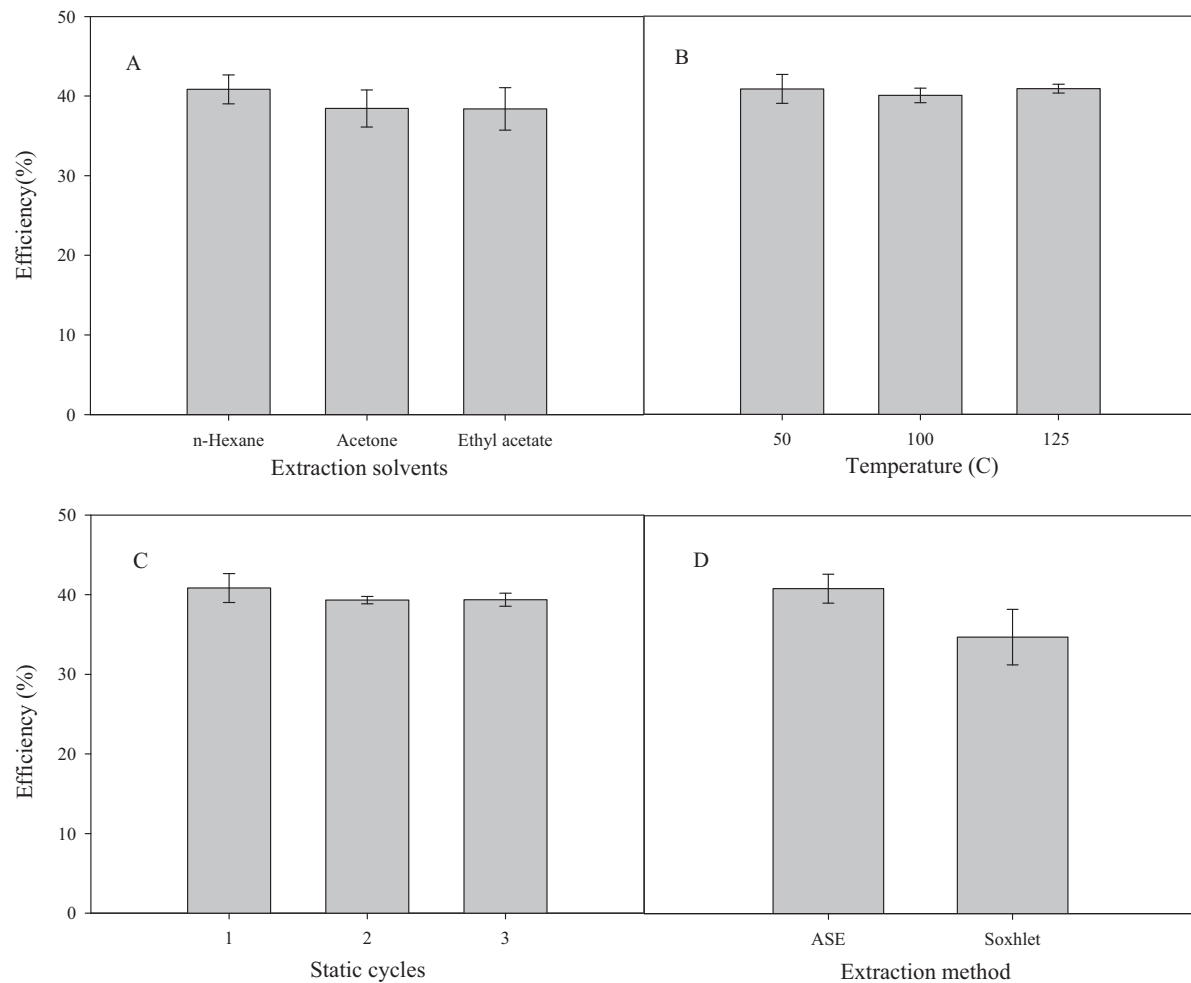 A
B
Efficiency(%)
50
40
30
20
10
0
n-Hexane Acetone Ethyl acetate
Extraction solvents
50 100 125
Temperature (C)
C
D
Efficiency (%)
50
40
30
20
10
0
1 2 3
Static cycles
ASE Soxhlet
Extraction method